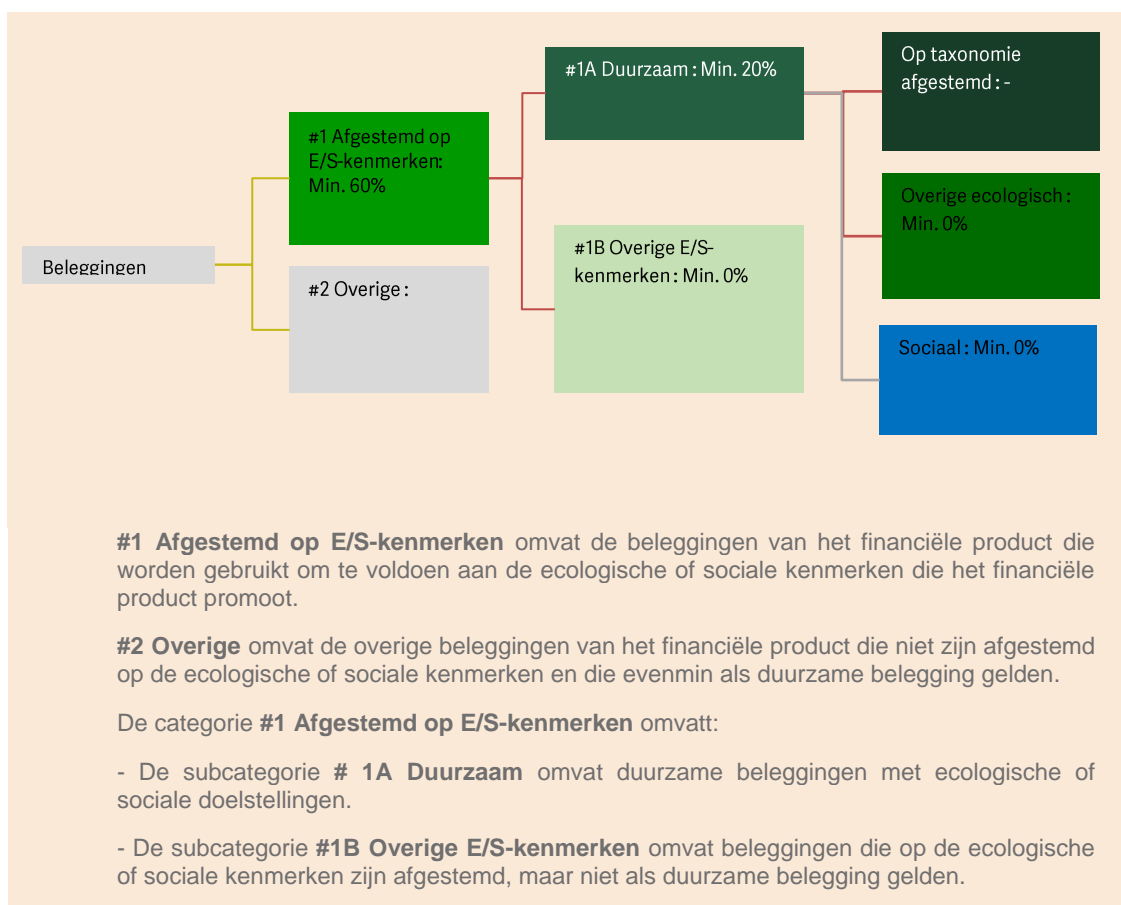 Beleggingen
#1 Afgestemd op
E/S-kenmerken:
Min. 60%
#2 Overige :
#1A Duurzaam : Min. 20%
#1B Overige E/S-
kenmerken : Min. 0%
Op taxonomie
afgestemd : -
Overige ecologisch :
Min. 0%
Sociaal : Min. 0%
#1 Afgestemd op E/S-kenmerken omvat de beleggingen van het financiële product die
worden gebruikt om te voldoen aan de ecologische of sociale kenmerken die het financiële
product promoot.
#2 Overige omvat de overige beleggingen van het financiële product die niet zijn afgestemd
op de ecologische of sociale kenmerken en die evenmin als duurzame belegging gelden.
De categorie #1 Afgestemd op E/S-kenmerken omvatt:
- De subcategorie # 1A Duurzaam omvat duurzame beleggingen met ecologische of
sociale doelstellingen.
- De subcategorie #1B Overige E/S-kenmerken omvat beleggingen die op de ecologische
of sociale kenmerken zijn afgestemd, maar niet als duurzame belegging gelden.